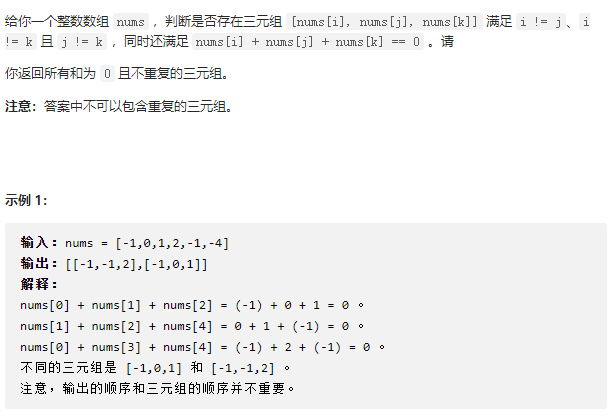 给你一个整数数组 nums ，判断是否存在三元组 [nums[i], nums[j], nums[k]] 满足 i != j、i
!= k 且 j != k ，同时还满足 nums[i] + nums[j] + nums[k] == 0 。请
你返回所有和为 0 且不重复的三元组。
注意：答案中不可以包含重复的三元组。
示例 1：
输入：nums = [-1,0,1,2,-1,-4]
输出：[[-1,-1,2],[-1,0,1]]
解释：
nums[0] + nums[1] + nums[2] = (-1) + 0 + 1 = 0 。
nums[1] + nums[2] + nums[4] = 0 + 1 + (-1) = 0 。
nums[0] + nums[3] + nums[4] = (-1) + 2 + (-1) = 0 。
不同的三元组是 [-1,0,1] 和 [-1,-1,2] 。
注意，输出的顺序和三元组的顺序并不重要。